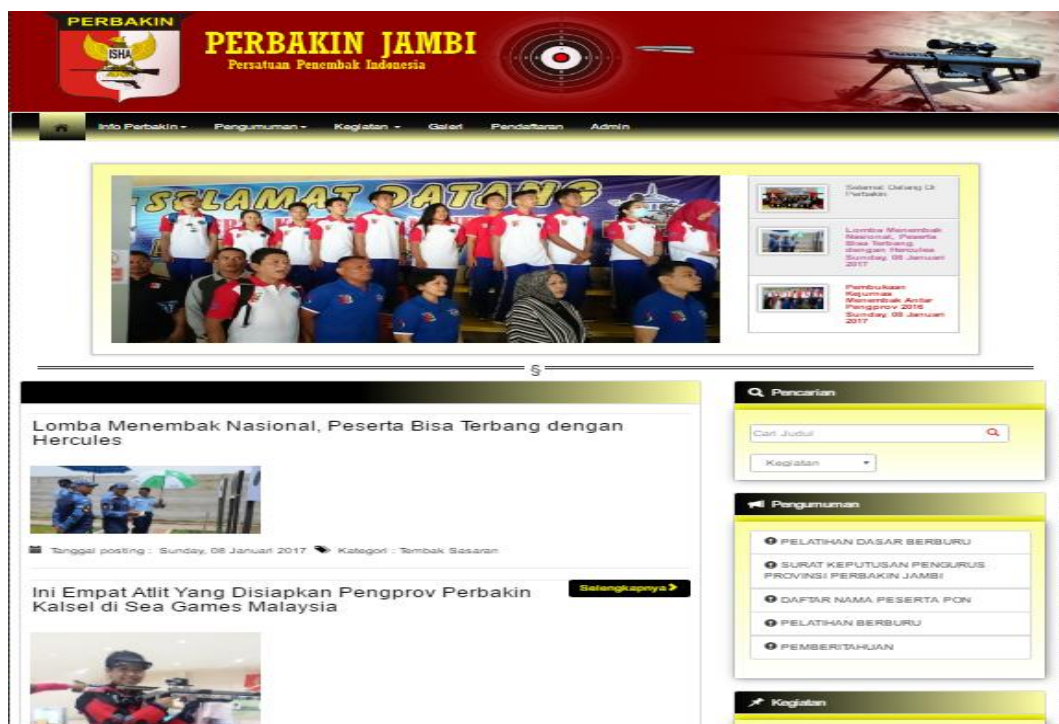 PERBAKIN
ISHA
PERBAKIN JAMBI
Persatuan Penembak Indonesia
Info Perbakin
Pengumuman
Kegiatan
Galeri
Pendaftaran
Admin
SELAMAT DATANG
Selamat Datang Di
Perbakin
Lomba Menembak
Nasional, Peserta
Bisa Terbang
dengan Hercules
Sunday, 08 Januari
2017
Pembukaan
Kejurnas
Menembak Antar
Pengprov 2016
Sunday, 08 Januari
2017
§
Lomba Menembak Nasional, Peserta Bisa Terbang dengan
Hercules
Tanggal posting : Sunday, 08 Januari 2017 Kategori : Tembak Sasaran
Selengkapnya
Ini Empat Atlit Yang Disiapkan Pengprov Perbakin
Kalsel di Sea Games Malaysia
Pencarian
Cari Judul
Kegiatan
Pengumuman
PELATIHAN DASAR BERBURU
SURAT KEPUTUSAN PENGURUS
PROVINSI PERBAKIN JAMBI
DAFTAR NAMA PESERTA PON
PELATIHAN BERBURU
PEMBERITAHUAN
Kegiatan